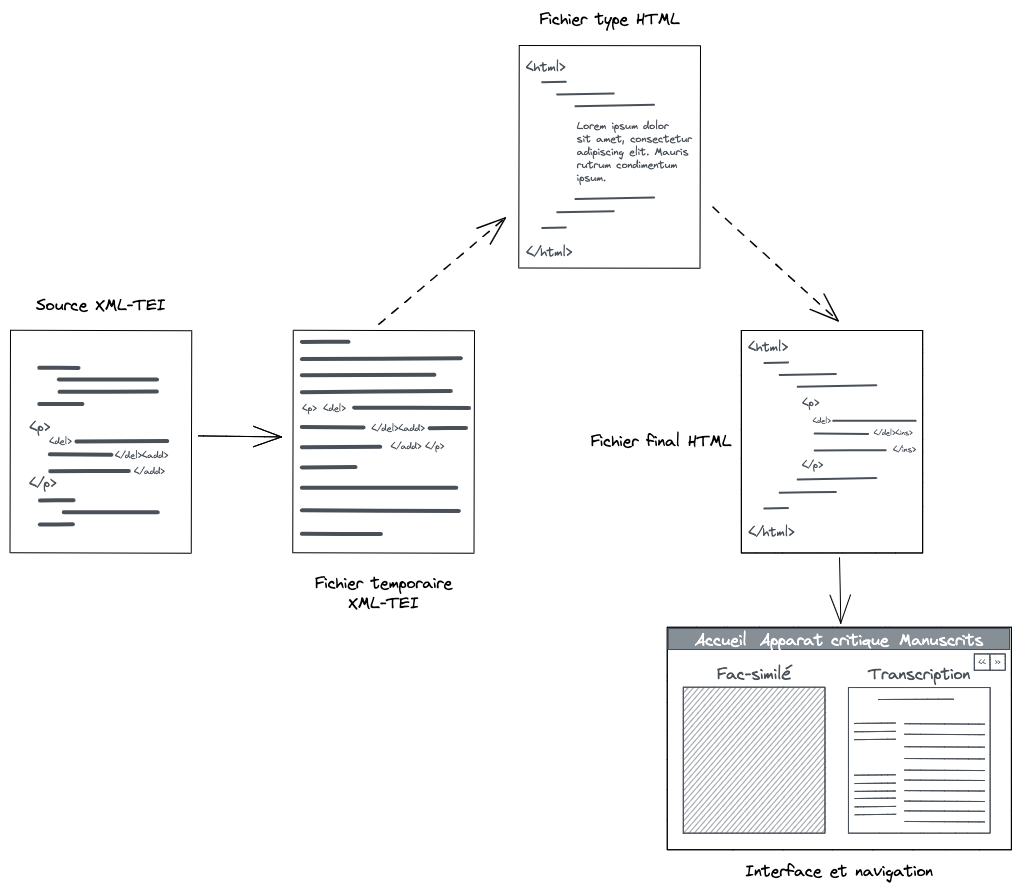 Fichier type HTML
<html>
Lorem ipsum dolor
sit amet, consectetur
adipiscing elit. Mauris
rutrum condimentum
ipsum.
</html>
Source XML-TEI
<p>
<del>
</del><add>
</add>
</p>
<p> <del>
</del><add>
</add> </p>
Fichier temporaire
XML-TEI
Fichier final HTML
<html>
<p>
<del>
</del><ins>
</ins>
</p>
</html>
Accueil Apparat critique Manuscrits
<< >>
Fac-similé Transcription
Interface et navigation